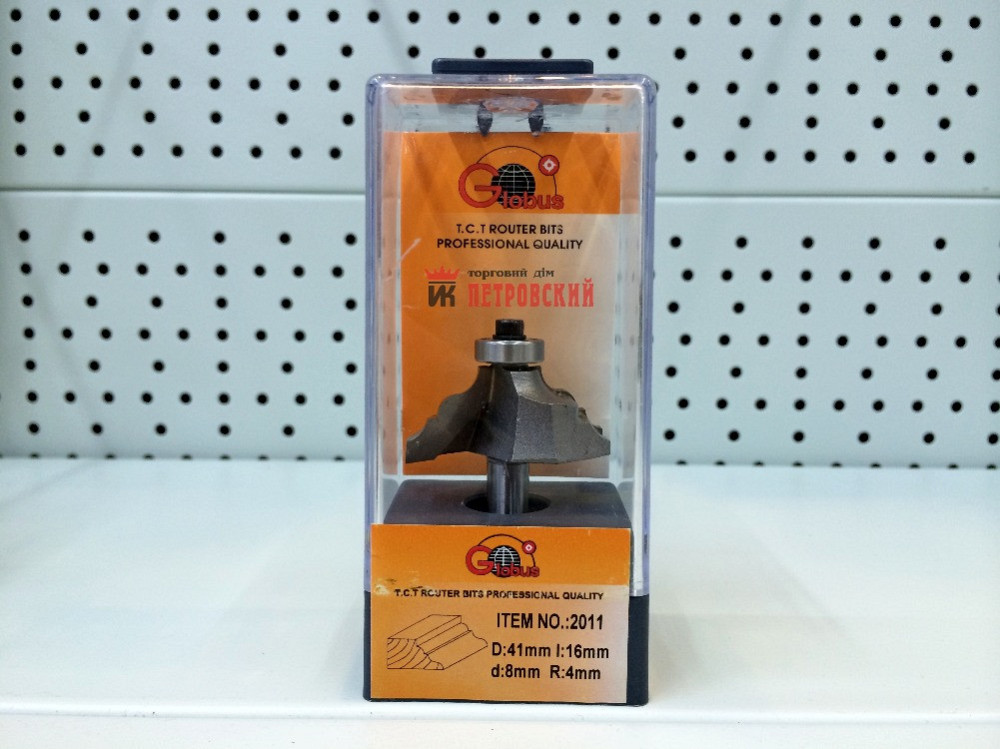 Globus
T.C.T ROUTER BITS
PROFESSIONAL QUALITY
торговий дім
ПЕТРОВСКИЙ
Globus
T.C.T ROUTER BITS PROFESSIONAL QUALITY
ITEM NO.:2011
D:41mm l:16mm
d:8mm R:4mm